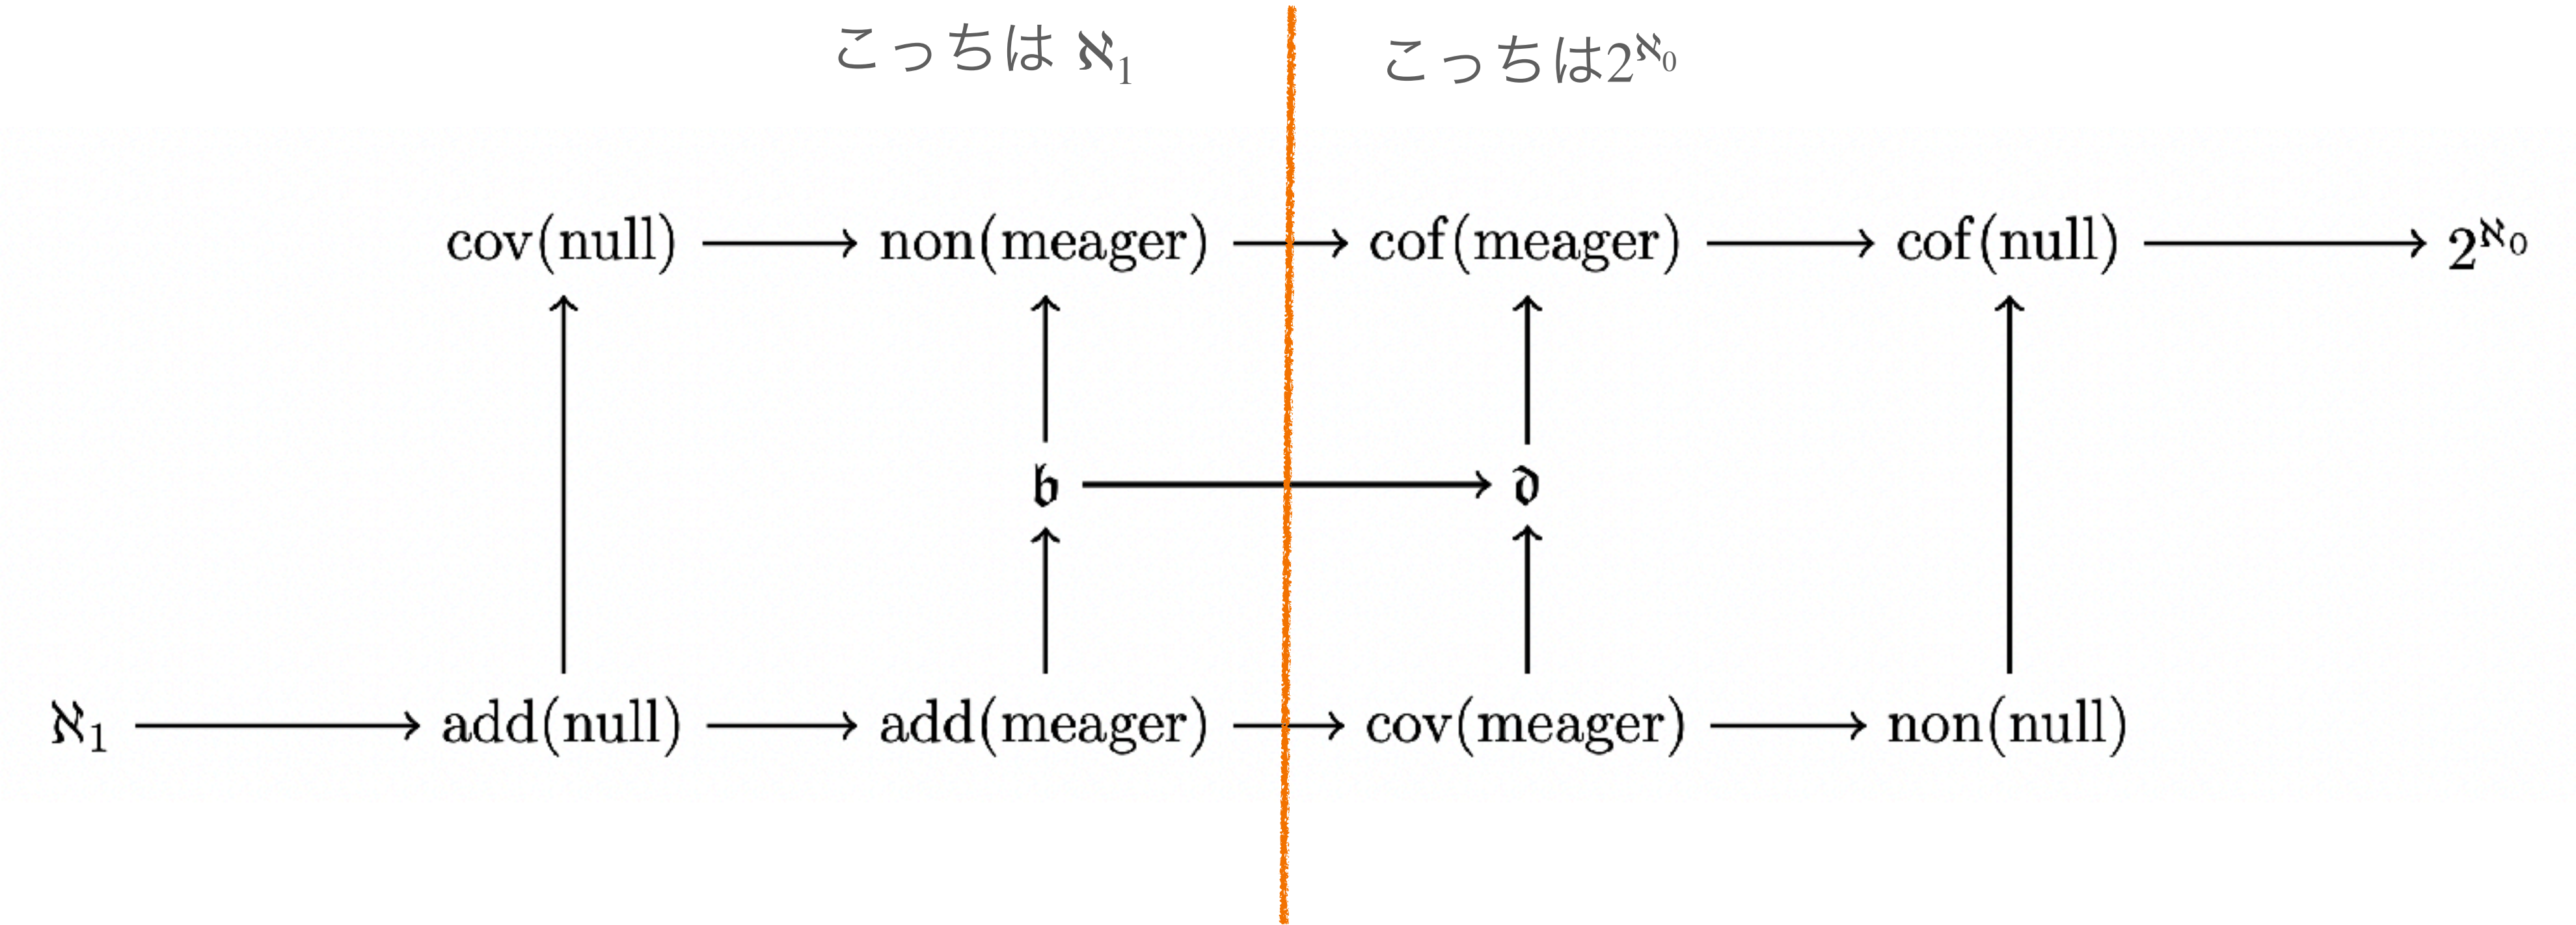 こっちは ℵ₁ こっちは2^ℵ₀
cov(null) non(meager) cof(meager) cof(null) 2^ℵ₀
𝔟 𝔡
ℵ₁ add(null) add(meager) cov(meager) non(null)